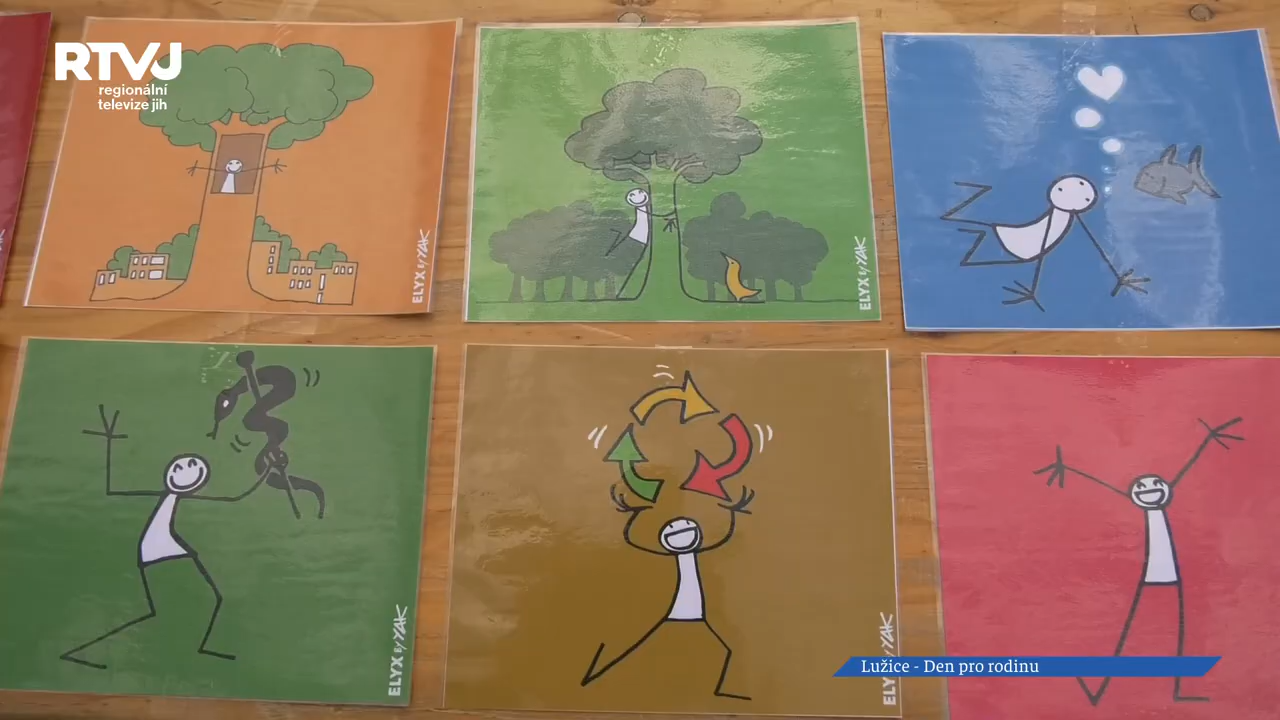 RTVJ
regionální
televize jih
ELYX BY YAK
ELYX BY YAK
ELYX BY YAK
ELYX BY YAK
Lužice - Den pro rodinu